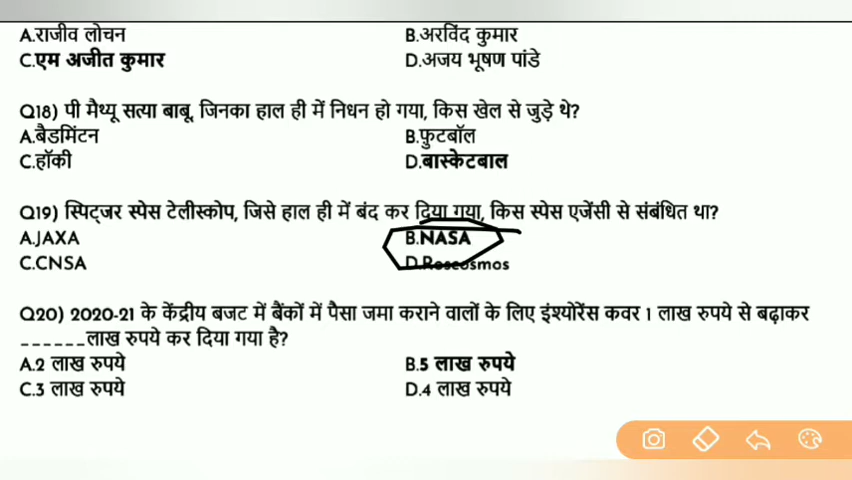 A.राजीव लोचन B.अरविंद कुमार
C.एम अजीत कुमार D.अजय भूषण पांडे
Q18) पी मैथ्यू सत्या बाबू, जिनका हाल ही में निधन हो गया, किस खेल से जुड़े थे?
A.बैडमिंटन B.फ़ुटबॉल
C.हॉकी D.बास्केटबाल
Q19) स्पिट्जर स्पेस टेलीस्कोप, जिसे हाल ही में बंद कर दिया गया, किस स्पेस एजेंसी से संबंधित था?
A.JAXA B.NASA
C.CNSA D.Roscosmos
Q20) 2020-21 के केंद्रीय बजट में बैंकों में पैसा जमा कराने वालों के लिए इंश्योरेंस कवर 1 लाख रुपये से बढ़ाकर
______लाख रुपये कर दिया गया है?
A.2 लाख रुपये B.5 लाख रुपये
C.3 लाख रुपये D.4 लाख रुपये